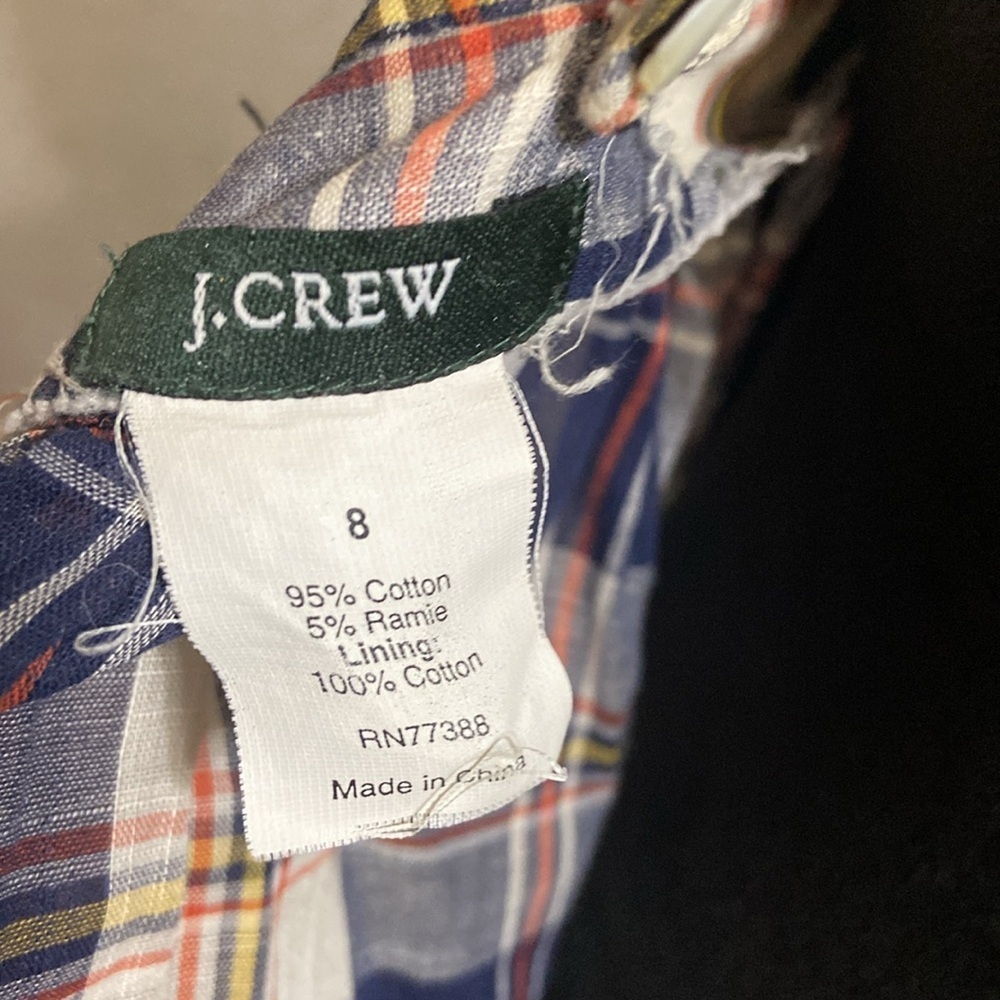 J.CREW
8
95% Cotton
5% Ramie
Lining:
100% Cotton
RN77388
Made in China